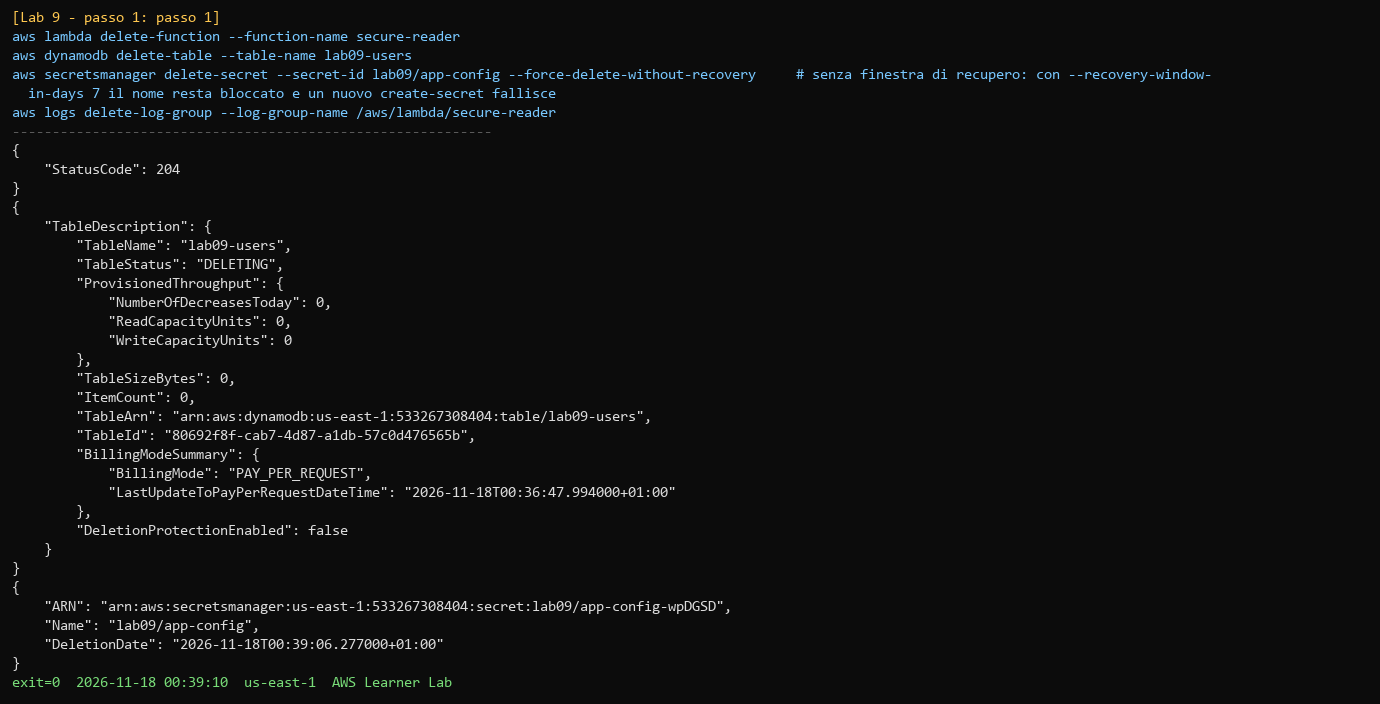 [Lab 9 - passo 1: passo 1]
aws lambda delete-function --function-name secure-reader
aws dynamodb delete-table --table-name lab09-users
aws secretsmanager delete-secret --secret-id lab09/app-config --force-delete-without-recovery     # senza finestra di recupero: con --recovery-window-
  in-days 7 il nome resta bloccato e un nuovo create-secret fallisce
aws logs delete-log-group --log-group-name /aws/lambda/secure-reader
------------------------------------------------------------
{
    "StatusCode": 204
}
{
    "TableDescription": {
        "TableName": "lab09-users",
        "TableStatus": "DELETING",
        "ProvisionedThroughput": {
            "NumberOfDecreasesToday": 0,
            "ReadCapacityUnits": 0,
            "WriteCapacityUnits": 0
        },
        "TableSizeBytes": 0,
        "ItemCount": 0,
        "TableArn": "arn:aws:dynamodb:us-east-1:533267308404:table/lab09-users",
        "TableId": "80692f8f-cab7-4d87-a1db-57c0d476565b",
        "BillingModeSummary": {
            "BillingMode": "PAY_PER_REQUEST",
            "LastUpdateToPayPerRequestDateTime": "2026-11-18T00:36:47.994000+01:00"
        },
        "DeletionProtectionEnabled": false
    }
}
{
    "ARN": "arn:aws:secretsmanager:us-east-1:533267308404:secret:lab09/app-config-wpDGSD",
    "Name": "lab09/app-config",
    "DeletionDate": "2026-11-18T00:39:06.277000+01:00"
}
exit=0  2026-11-18 00:39:10  us-east-1  AWS Learner Lab